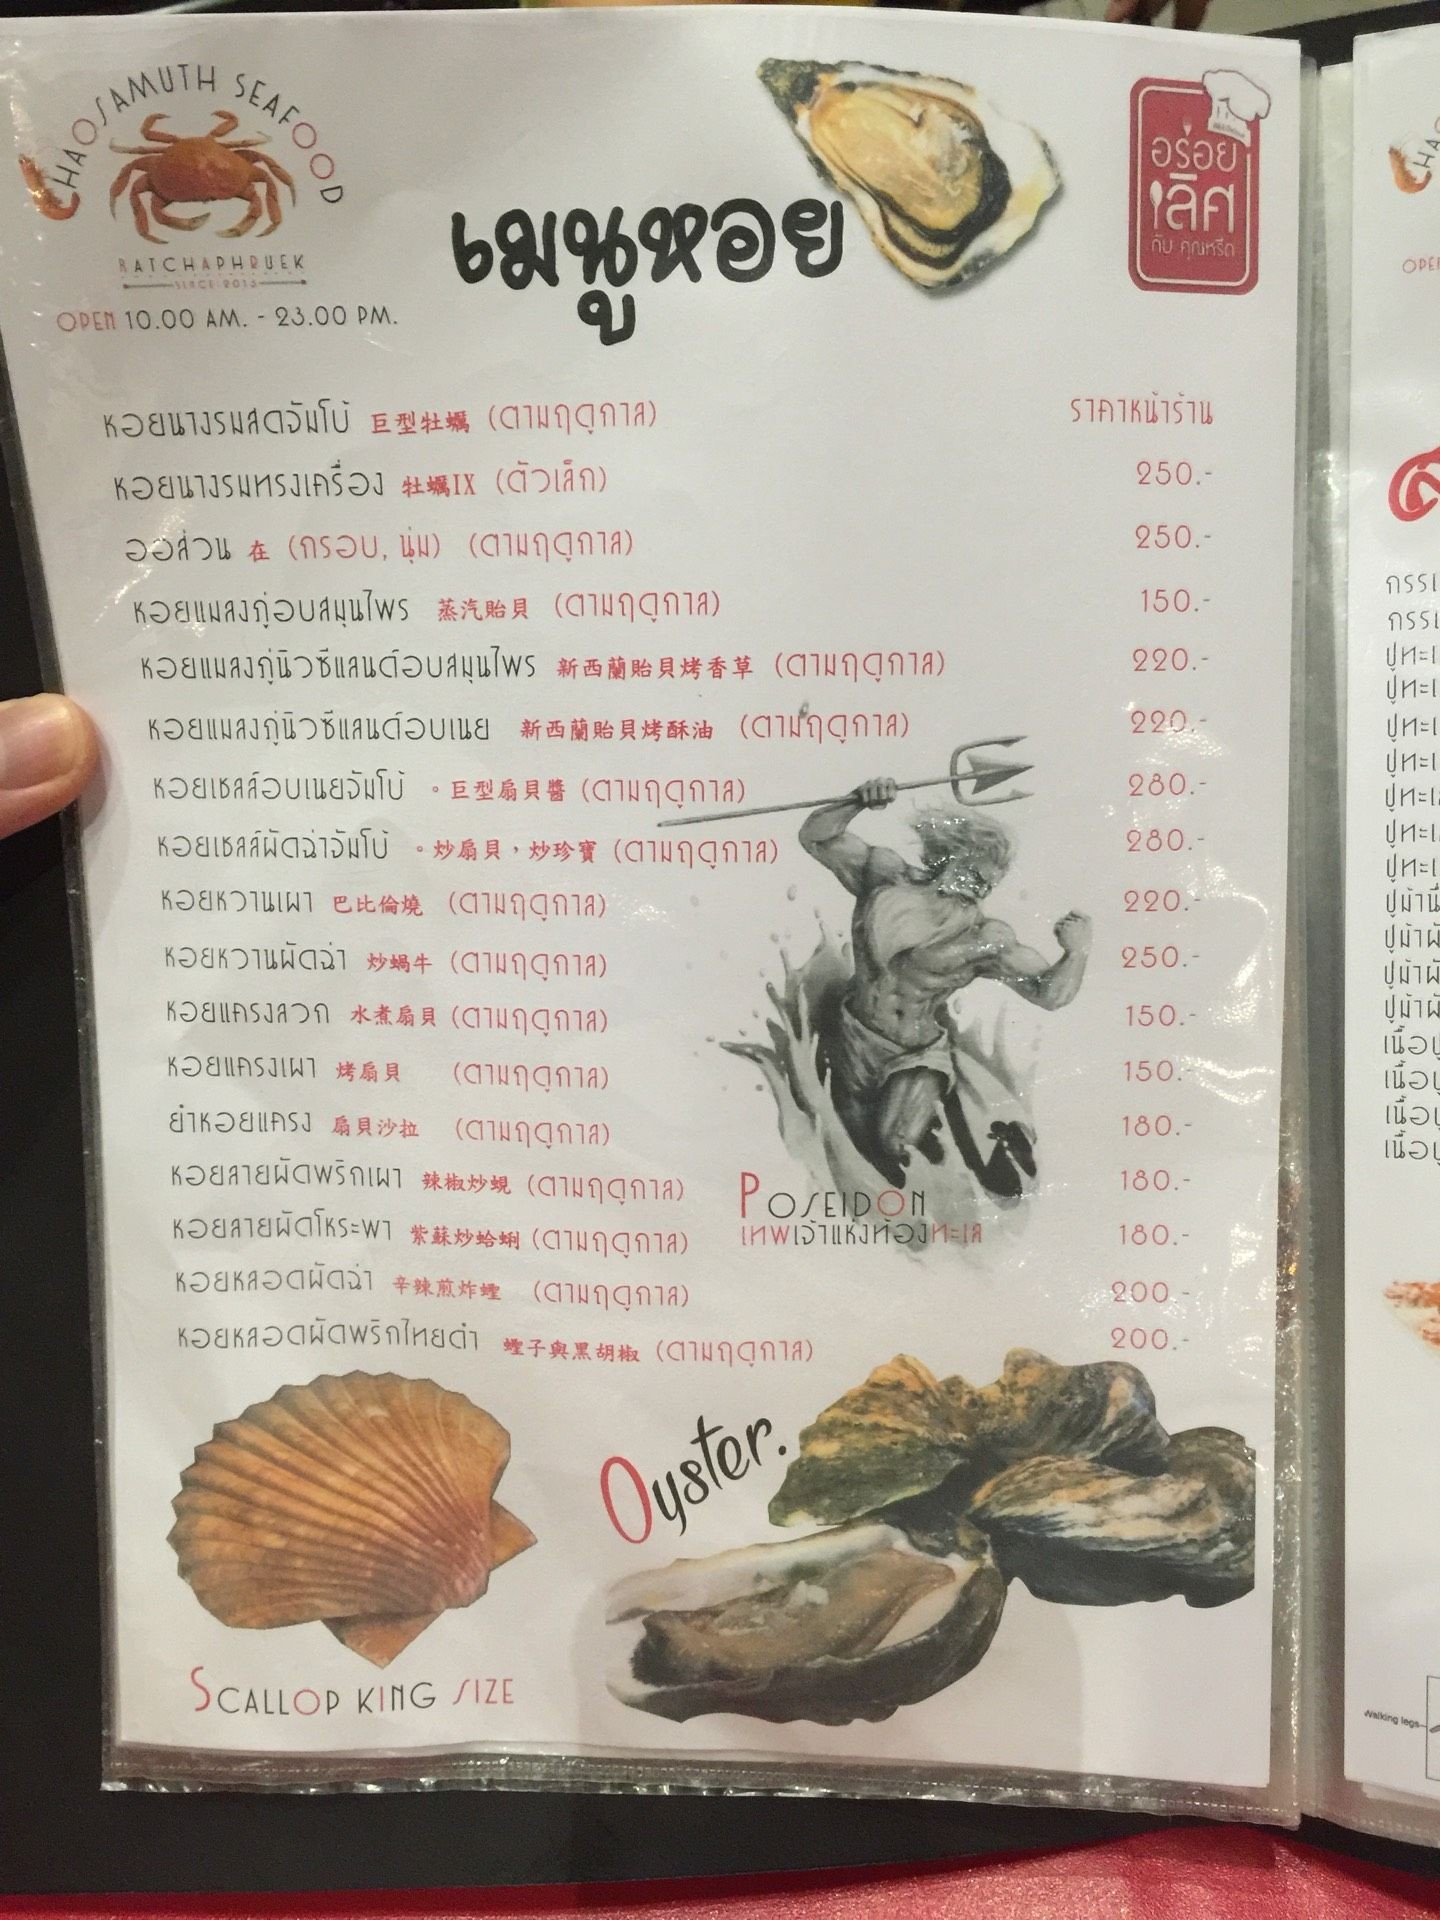 CHAOSAMUTH SEAFOOD
RATCHAPHRUEK
SINCE 2013
OPEN 10.00 AM. - 23.00 PM.
เมนูหอย
อร่อย
เลิศ
กับ คุณหรีด
หอยนางรมสดจัมโบ้ 巨型牡蠣 (ตามฤดูกาล) ราคาหน้าร้าน
หอยนางรมทรงเครื่อง 牡蠣IX (ตัวเล็ก) 250.-
ออส่วน 在 (กรอบ, นุ่ม) (ตามฤดูกาล) 250.-
หอยแมลงภู่อบสมุนไพร 蒸汽貽貝 (ตามฤดูกาล) 150.-
หอยแมลงภู่นิวซีแลนด์อบสมุนไพร 新西蘭貽貝烤香草 (ตามฤดูกาล) 220.-
หอยแมลงภู่นิวซีแลนด์อบเนย 新西蘭貽貝烤酥油 (ตามฤดูกาล) 220.-
หอยเชลล์อบเนยจัมโบ้ 。巨型扇貝醬 (ตามฤดูกาล) 280.-
หอยเชลล์ผัดฉ่าจัมโบ้ 。炒扇貝，炒珍寶 (ตามฤดูกาล) 280.-
หอยหวานเผา 巴比倫燒 (ตามฤดูกาล) 220.-
หอยหวานผัดฉ่า 炒蝸牛 (ตามฤดูกาล) 250.-
หอยแครงลวก 水煮扇貝 (ตามฤดูกาล) 150.-
หอยแครงเผา 烤扇貝 (ตามฤดูกาล) 150.-
ยำหอยแครง 扇貝沙拉 (ตามฤดูกาล) 180.-
หอยลายผัดพริกเผา 辣椒炒蜆 (ตามฤดูกาล) 180.-
หอยลายผัดโหระพา 紫蘇炒蛤蜊 (ตามฤดูกาล) 180.-
หอยหลอดผัดฉ่า 辛辣煎炸蟶 (ตามฤดูกาล) 200.-
หอยหลอดผัดพริกไทยดำ 蟶子與黑胡椒 (ตามฤดูกาล) 200.-
POSEIDON
เทพเจ้าแห่งท้องทะเล
Oyster.
SCALLOP KING SIZE
OPEN
Walking legs